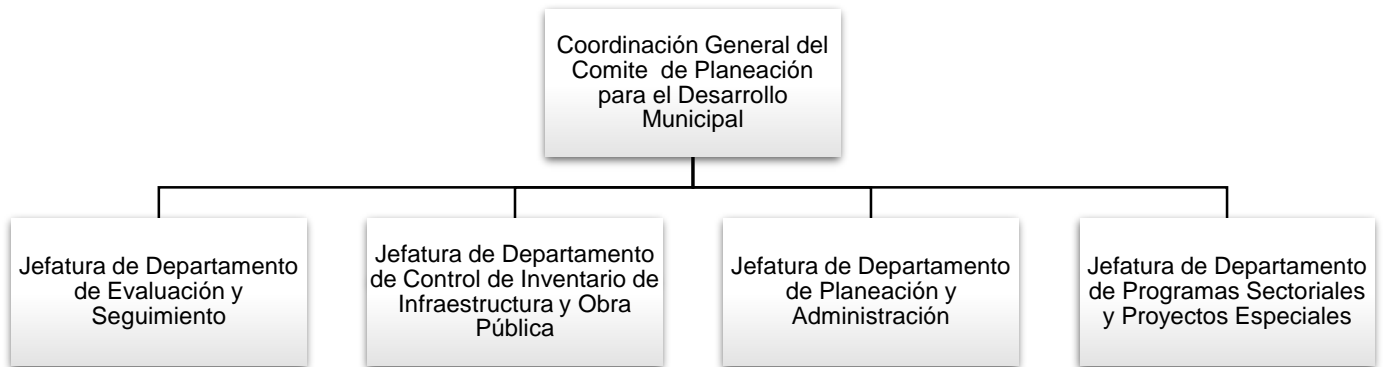 Coordinación General del
Comite de Planeación
para el Desarrollo
Municipal
Jefatura de Departamento
de Evaluación y
Seguimiento
Jefatura de Departamento
de Control de Inventario de
Infraestructura y Obra
Pública
Jefatura de Departamento
de Planeación y
Administración
Jefatura de Departamento
de Programas Sectoriales
y Proyectos Especiales